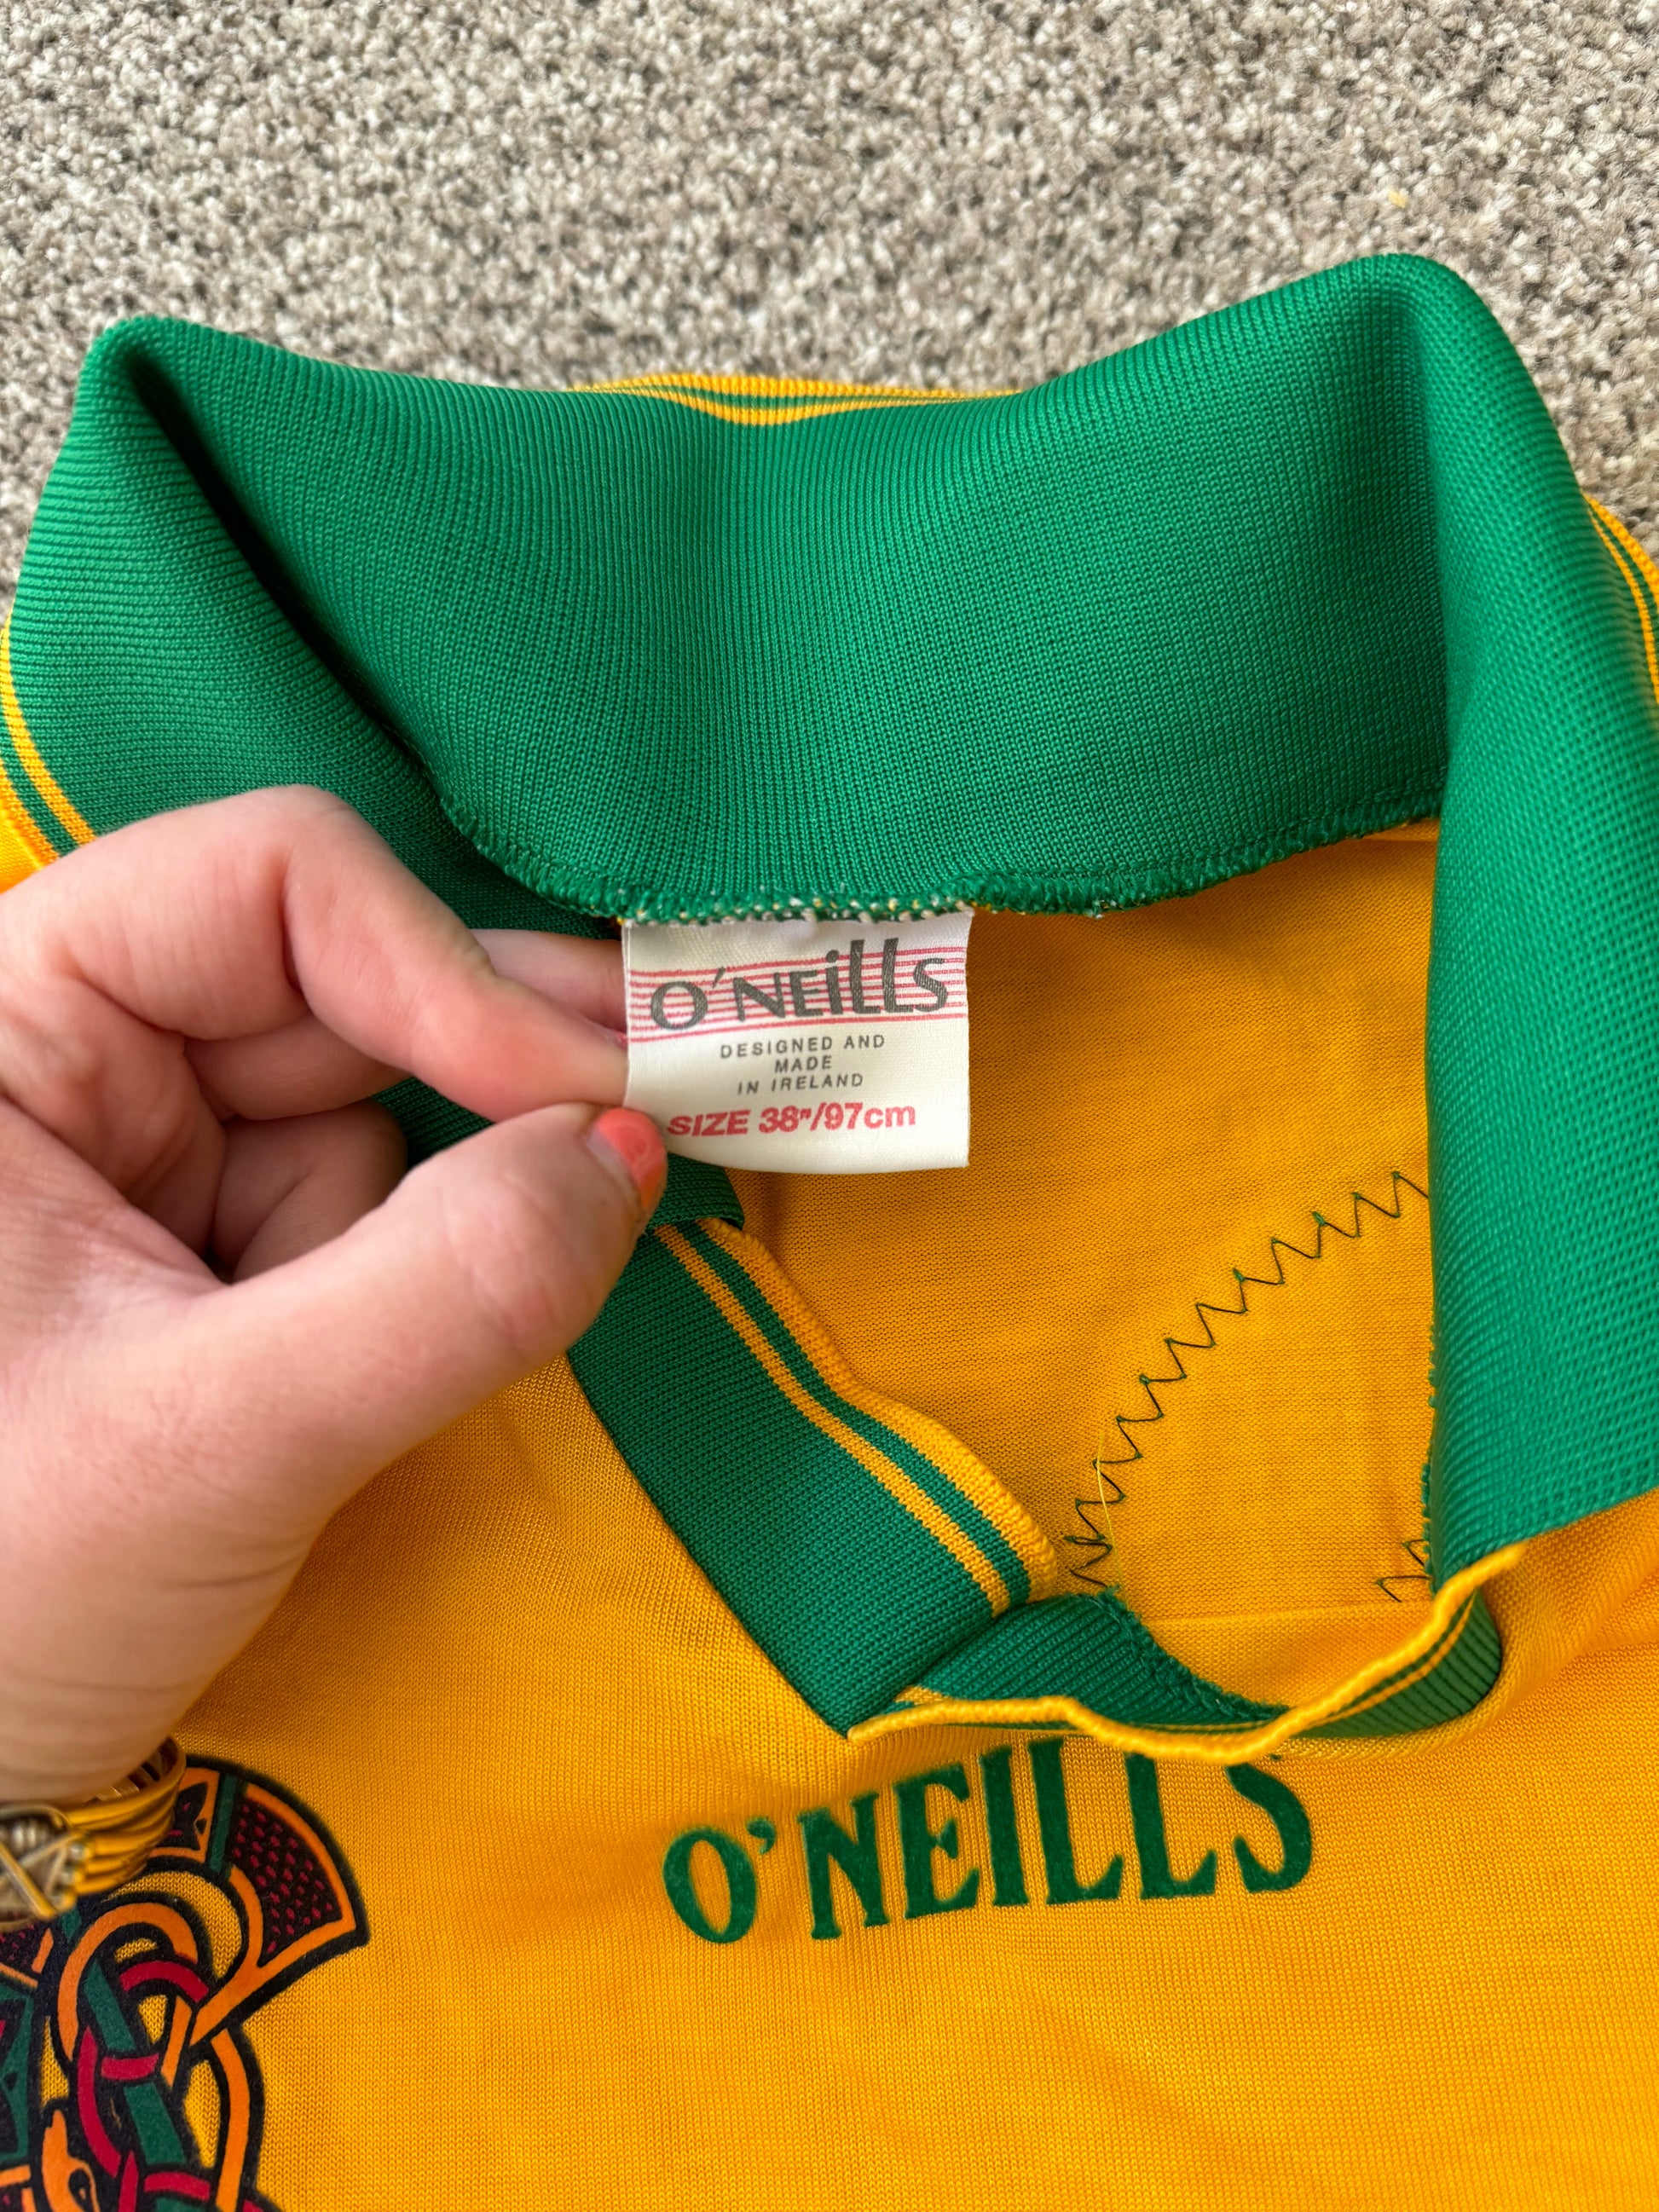 O'NEiLLS
DESIGNED AND
MADE
IN IRELAND
SIZE 38"/97cm
O'NEILLS